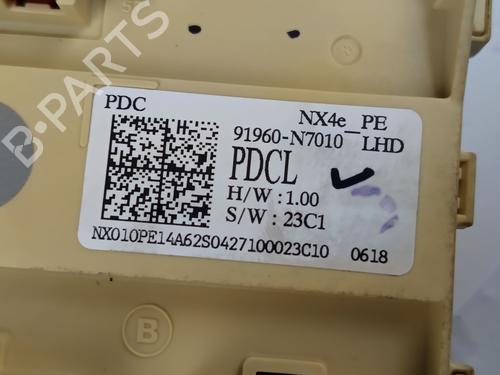 B-PARTS
PDC NX4e_PE
91960-N7010 LHD
PDCL
H/W : 1.00
S/W : 23C1
NX010PE14A62S0427100023C10 0618
B